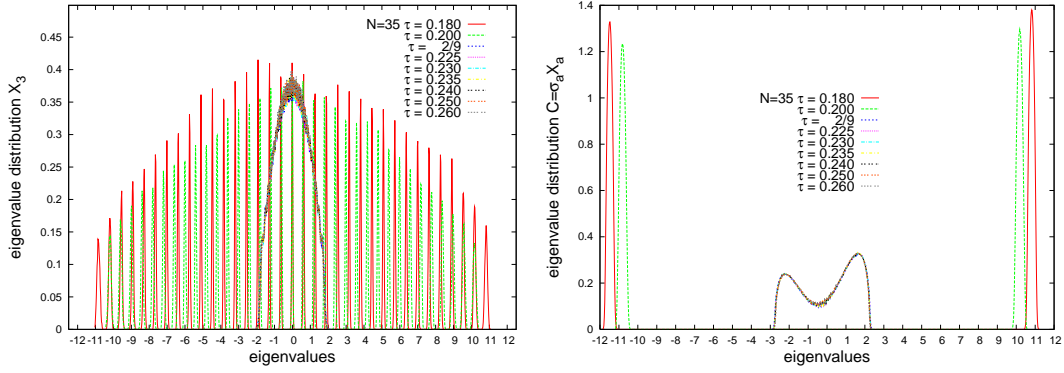 eigenvalue distribution X3
0.45
0.4
0.35
0.3
0.25
0.2
0.15
0.1
0.05
0
N=35 τ = 0.180
τ = 0.200
τ = 2/9
τ = 0.225
τ = 0.230
τ = 0.235
τ = 0.240
τ = 0.250
τ = 0.260
-12 -11 -10 -9 -8 -7 -6 -5 -4 -3 -2 -1 0 1 2 3 4 5 6 7 8 9 10 11 12
eigenvalues
eigenvalue distribution C=σaXa
1.4
1.2
1
0.8
0.6
0.4
0.2
0
N=35 τ = 0.180
τ = 0.200
τ = 2/9
τ = 0.225
τ = 0.230
τ = 0.235
τ = 0.240
τ = 0.250
τ = 0.260
-12 -11 -10 -9 -8 -7 -6 -5 -4 -3 -2 -1 0 1 2 3 4 5 6 7 8 9 10 11 12
eigenvalues